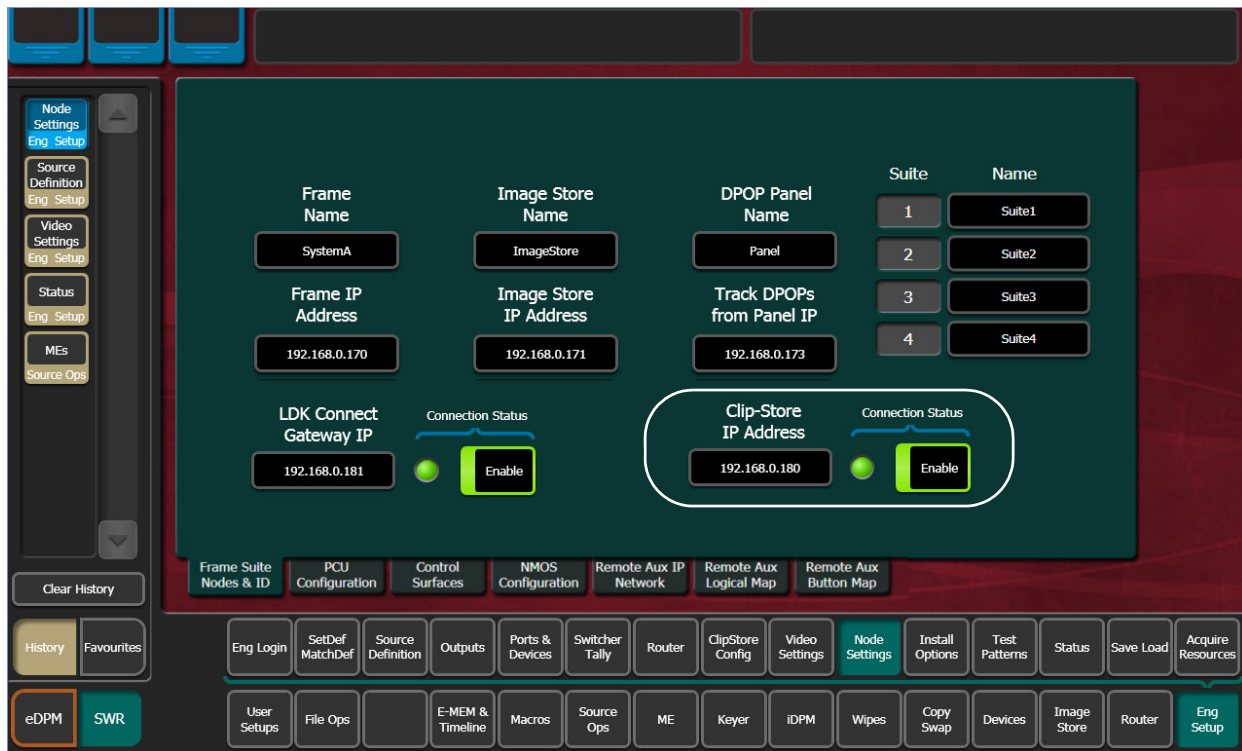 Node
Settings
Eng Setup
Source
Definition
Eng Setup
Video
Settings
Eng Setup
Status
Eng Setup
MEs
Source Ops
Clear History
History
Favourites
eDPM
SWR
Frame
Name
SystemA
Image Store
Name
ImageStore
DPOP Panel
Name
Panel
Suite
Name
1
Suite1
2
Suite2
3
Suite3
4
Suite4
Frame IP
Address
192.168.0.170
Image Store
IP Address
192.168.0.171
Track DPOPs
from Panel IP
192.168.0.173
LDK Connect
Gateway IP
192.168.0.181
Connection Status
Enable
Clip-Store
IP Address
192.168.0.180
Connection Status
Enable
Frame Suite
Nodes & ID
PCU
Configuration
Control
Surfaces
NMOS
Configuration
Remote Aux IP
Network
Remote Aux
Logical Map
Remote Aux
Button Map
Eng Login
SetDef
MatchDef
Source
Definition
Outputs
Ports &
Devices
Switcher
Tally
Router
ClipStore
Config
Video
Settings
Node
Settings
Install
Options
Test
Patterns
Status
Save Load
Acquire
Resources
User
Setups
File Ops
E-MEM &
Timeline
Macros
Source
Ops
ME
Keyer
iDPM
Wipes
Copy
Swap
Devices
Image
Store
Router
Eng
Setup